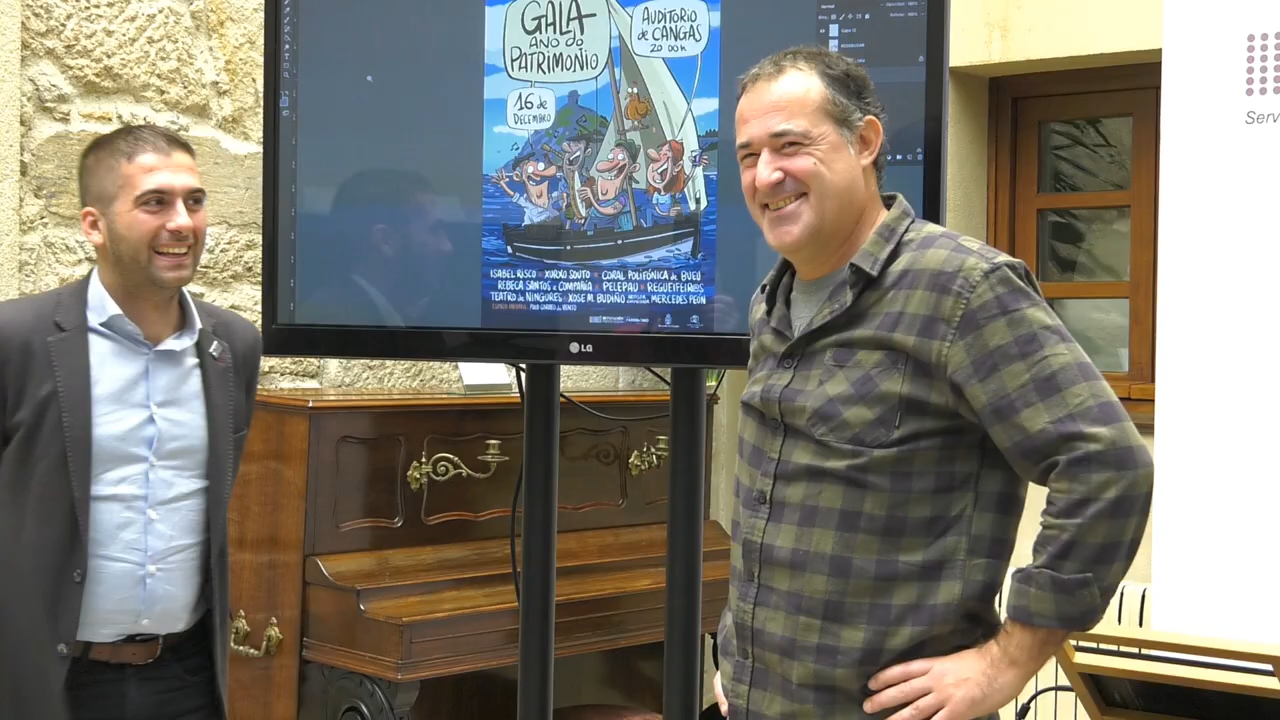 GALA
ANO do
PATRIMONIO
AUDITORIO
de CANGAS
20:00 h
16 de
DECEMBRO
ISABEL RISCO * XURXO SOUTO * CORAL POLIFÓNICA de BUEU
REBECA SANTOS e COMPAÑÍA * PELEPAU * REGUEIFEIR@S
TEATRO de NINGURES * XOSE M. BUDIÑO MERCEDES PEÓN
LG
Serv